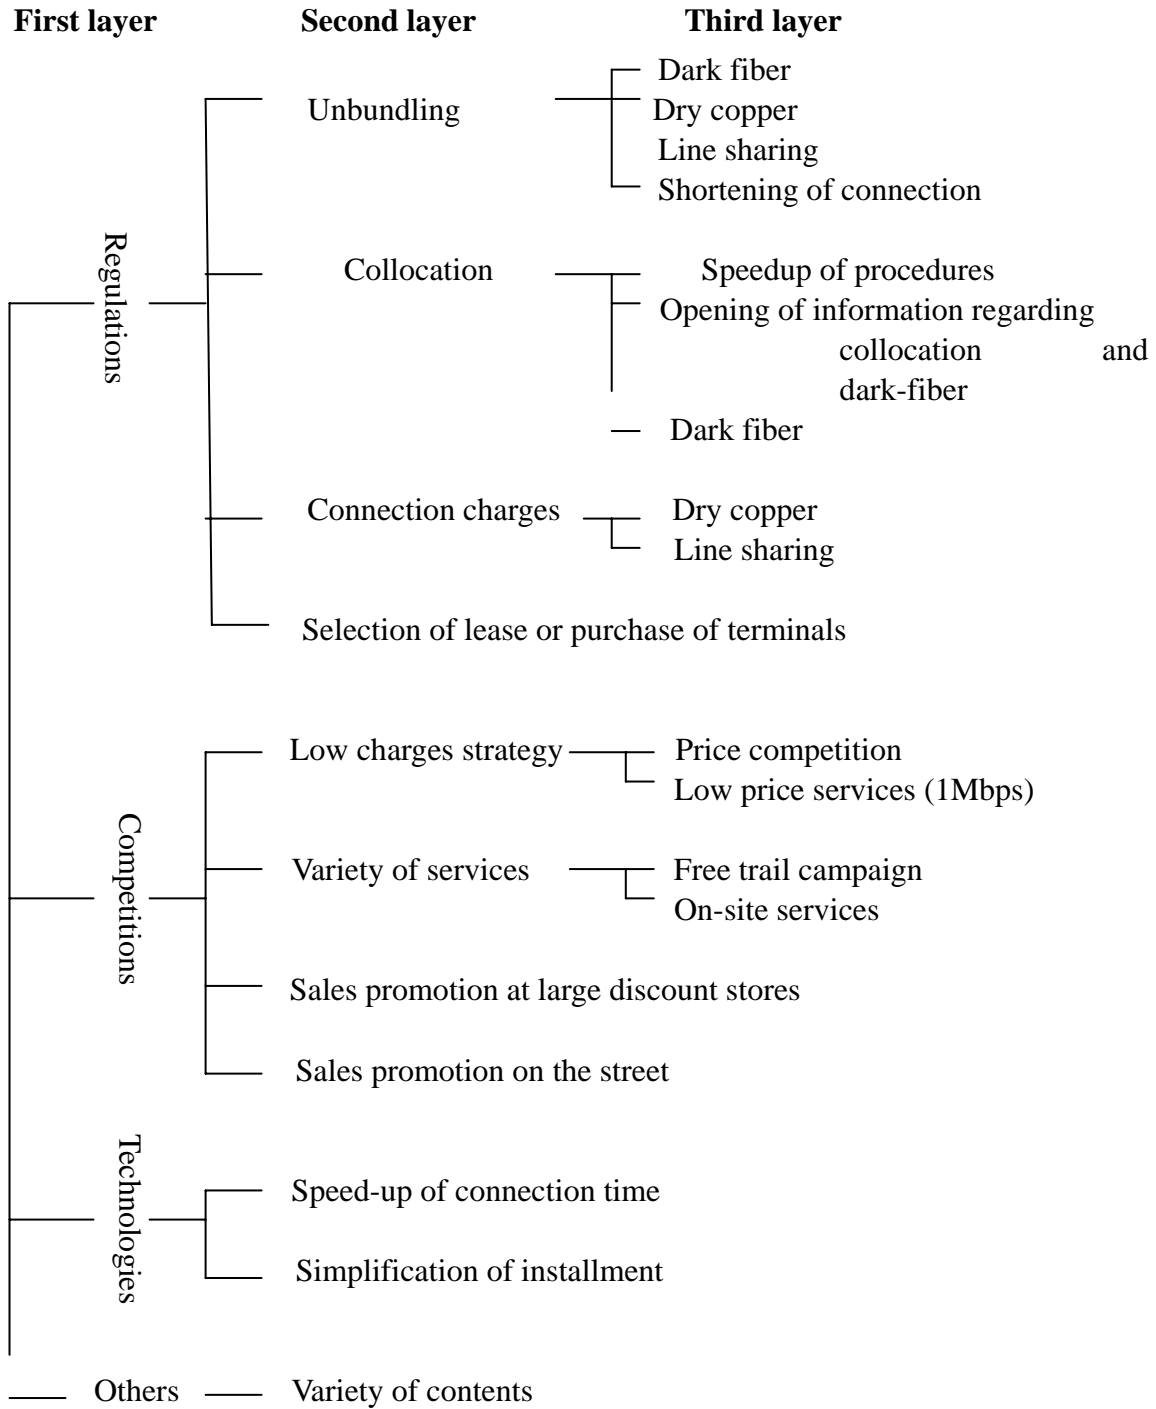 First layer Second layer Third layer
Regulations
Unbundling
Dark fiber
Dry copper
Line sharing
Shortening of connection
Collocation
Speedup of procedures
Opening of information regarding
collocation and
dark-fiber
Dark fiber
Connection charges
Dry copper
Line sharing
Selection of lease or purchase of terminals
Competitions
Low charges strategy
Price competition
Low price services (1Mbps)
Variety of services
Free trail campaign
On-site services
Sales promotion at large discount stores
Sales promotion on the street
Technologies
Speed-up of connection time
Simplification of installment
Others
Variety of contents